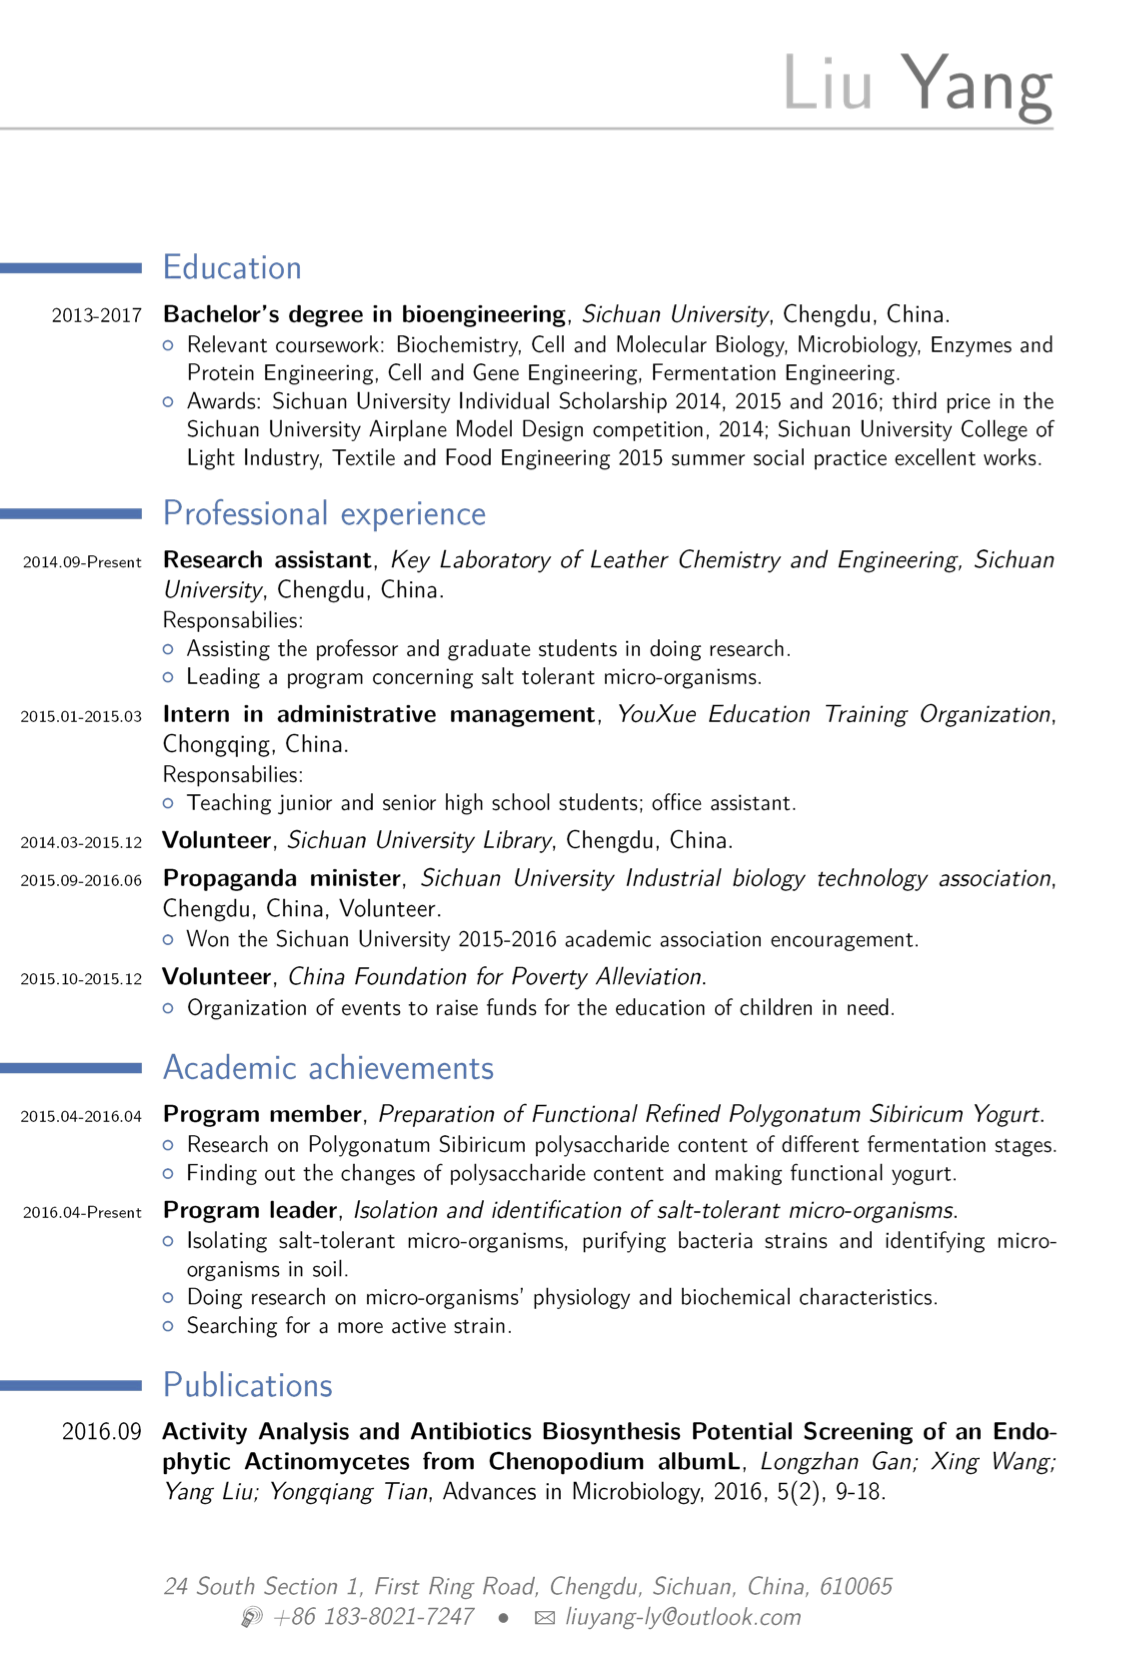 Liu Yang
Education
2013-2017 Bachelor's degree in bioengineering, Sichuan University, Chengdu, China.
Relevant coursework: Biochemistry, Cell and Molecular Biology, Microbiology, Enzymes and
Protein Engineering, Cell and Gene Engineering, Fermentation Engineering.
Awards: Sichuan University Individual Scholarship 2014, 2015 and 2016; third price in the
Sichuan University Airplane Model Design competition, 2014; Sichuan University College of
Light Industry, Textile and Food Engineering 2015 summer social practice excellent works.
Professional experience
2014.09-Present Research assistant, Key Laboratory of Leather Chemistry and Engineering, Sichuan
University, Chengdu, China.
Responsabilies:
Assisting the professor and graduate students in doing research.
Leading a program concerning salt tolerant micro-organisms.
2015.01-2015.03 Intern in administrative management, YouXue Education Training Organization,
Chongqing, China.
Responsabilies:
Teaching junior and senior high school students; office assistant.
2014.03-2015.12 Volunteer, Sichuan University Library, Chengdu, China.
2015.09-2016.06 Propaganda minister, Sichuan University Industrial biology technology association,
Chengdu, China, Volunteer.
Won the Sichuan University 2015-2016 academic association encouragement.
2015.10-2015.12 Volunteer, China Foundation for Poverty Alleviation.
Organization of events to raise funds for the education of children in need.
Academic achievements
2015.04-2016.04 Program member, Preparation of Functional Refined Polygonatum Sibiricum Yogurt.
Research on Polygonatum Sibiricum polysaccharide content of different fermentation stages.
Finding out the changes of polysaccharide content and making functional yogurt.
2016.04-Present Program leader, Isolation and identification of salt-tolerant micro-organisms.
Isolating salt-tolerant micro-organisms, purifying bacteria strains and identifying micro-
organisms in soil.
Doing research on micro-organisms' physiology and biochemical characteristics.
Searching for a more active strain.
Publications
2016.09 Activity Analysis and Antibiotics Biosynthesis Potential Screening of an Endo-
phytic Actinomycetes from Chenopodium albumL, Longzhan Gan; Xing Wang;
Yang Liu; Yongqiang Tian, Advances in Microbiology, 2016, 5(2), 9-18.
24 South Section 1, First Ring Road, Chengdu, Sichuan, China, 610065
+86 183-8021-7247 • liuyang-ly@outlook.com